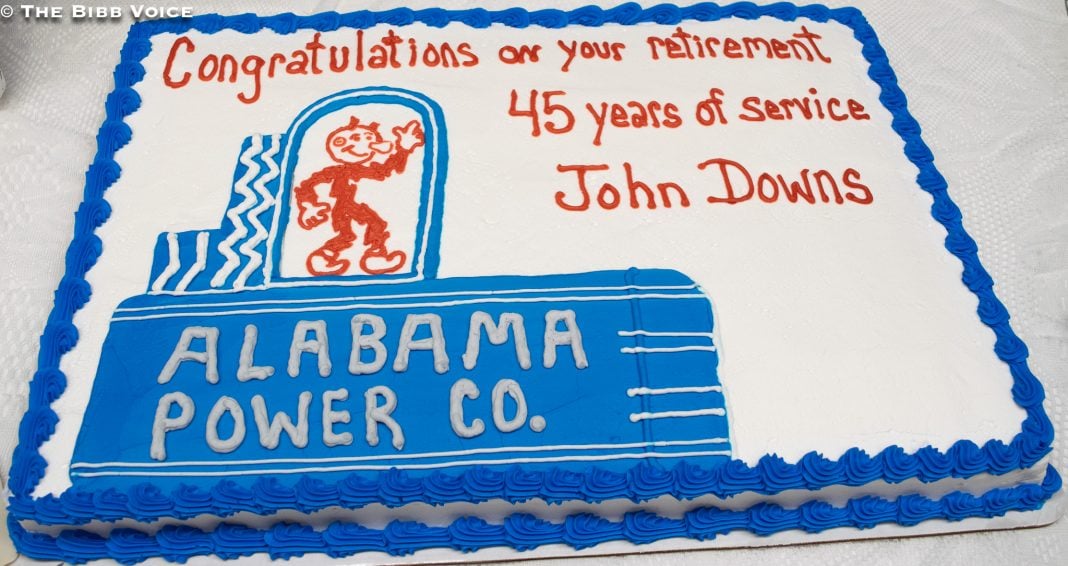 © The Bibb Voice
Congratulations on your retirement
45 years of service
John Downs
ALABAMA
POWER CO.